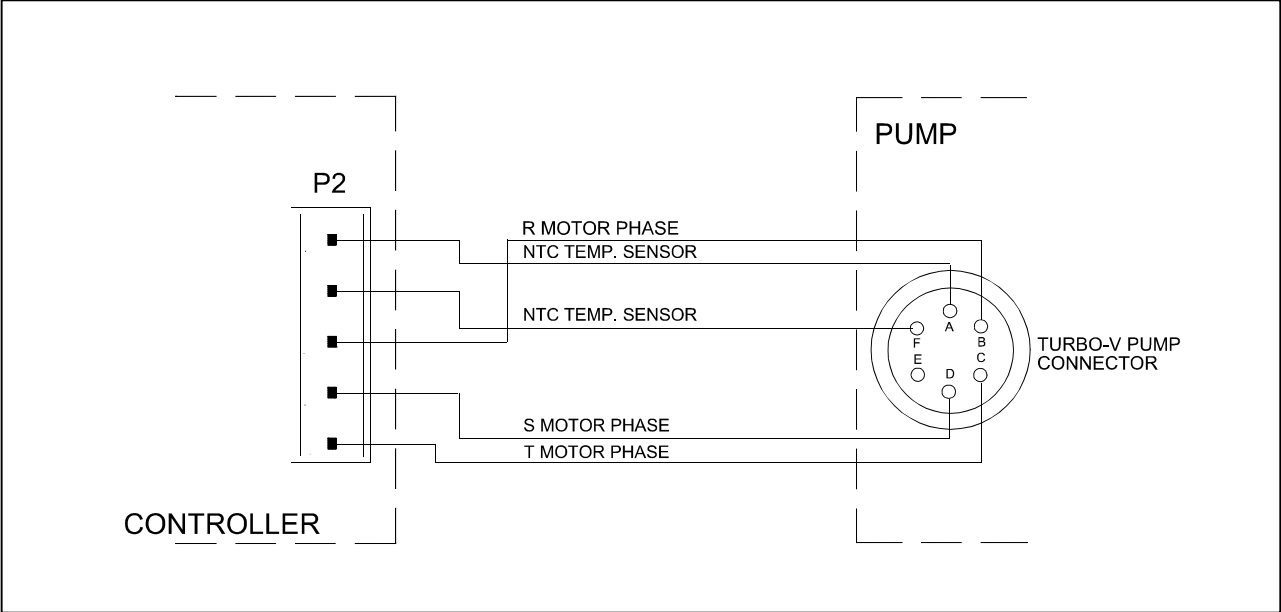 PUMP
P2
R MOTOR PHASE
NTC TEMP. SENSOR
NTC TEMP. SENSOR
A
F
B
E
C
D
TURBO-V PUMP
CONNECTOR
S MOTOR PHASE
T MOTOR PHASE
CONTROLLER